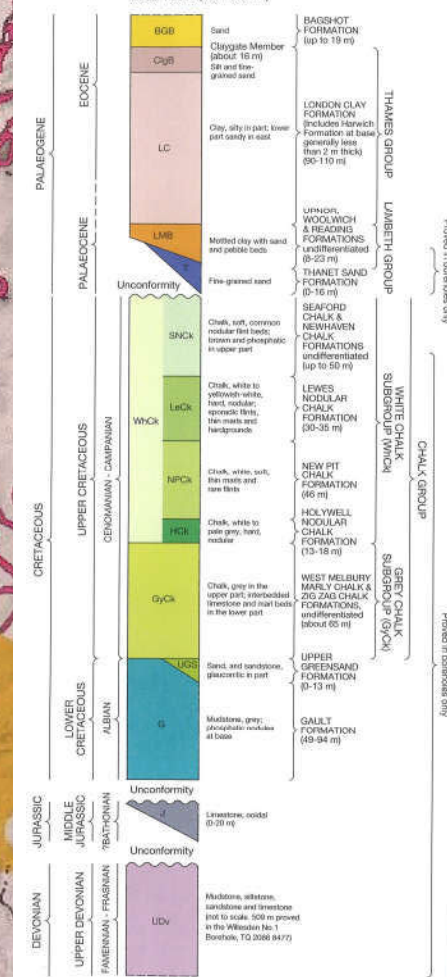 BGB
Sand
BAGSHOT
FORMATION
(up to 19 m)
ClgB
Claygate Member
(about 16 m)
Silt and fine-
grained sand
LC
Clay, silty in part; lower
part sandy in east
LONDON CLAY
FORMATION
(Includes Harwich
Formation at base
generally less
than 2 m thick)
(90-110 m)
THAMES GROUP
EOCENE
PALAEOGENE
LMB
Mottled clay with sand
and pebble beds
WOOLWICH
& READING
FORMATIONS
undifferentiated
(8-23 m)
LAMBETH GROUP
PALAEOCENE
Fine-grained sand
THANET SAND
FORMATION
(0-16 m)
Unconformity
SNCk
Chalk, soft, common
nodular flint beds;
brown and phosphatic
in upper part
SEAFORD
CHALK &
NEWHAVEN
CHALK
FORMATIONS
undifferentiated
(up to 50 m)
WhCk
LeCk
Chalk, white to
yellowish-white,
hard, nodular;
sporadic flints,
thin marls and
hardgrounds
LEWES
NODULAR
CHALK
FORMATION
(30-35 m)
NPCk
Chalk, white, soft,
thin marls and
rare flints
NEW PIT
CHALK
FORMATION
(46 m)
HCk
Chalk, white to
pale grey, hard,
nodular
HOLYWELL
NODULAR
CHALK
FORMATION
(13-18 m)
WHITE CHALK
SUBGROUP (WhCk)
CHALK GROUP
GyCk
Chalk, grey in the
upper part; interbedded
limestone and marl beds
in the lower part
WEST MELBURY
MARLY CHALK &
ZIG ZAG CHALK
FORMATIONS,
undifferentiated
(about 65 m)
GREY CHALK
SUBGROUP (GyCk)
CRETACEOUS
UPPER CRETACEOUS
CENOMANIAN - CAMPANIAN
UGS
Sand, and sandstone,
glauconitic in part
UPPER
GREENSAND
FORMATION
(0-13 m)
G
Mudstone, grey;
phosphatic nodules
at base
GAULT
FORMATION
(49-94 m)
LOWER
CRETACEOUS
ALBIAN
Proved in boreholes only
Unconformity
J
Limestone, ooidal
(0-20 m)
JURASSIC
MIDDLE
JURASSIC
?BATHONIAN
Unconformity
UDv
Mudstone, siltstone,
sandstone and limestone
(not to scale. 509 m proved
in the Willesden No 1
Borehole, TQ 2086 8477)
DEVONIAN
UPPER DEVONIAN
FAMENNIAN - FRASNIAN